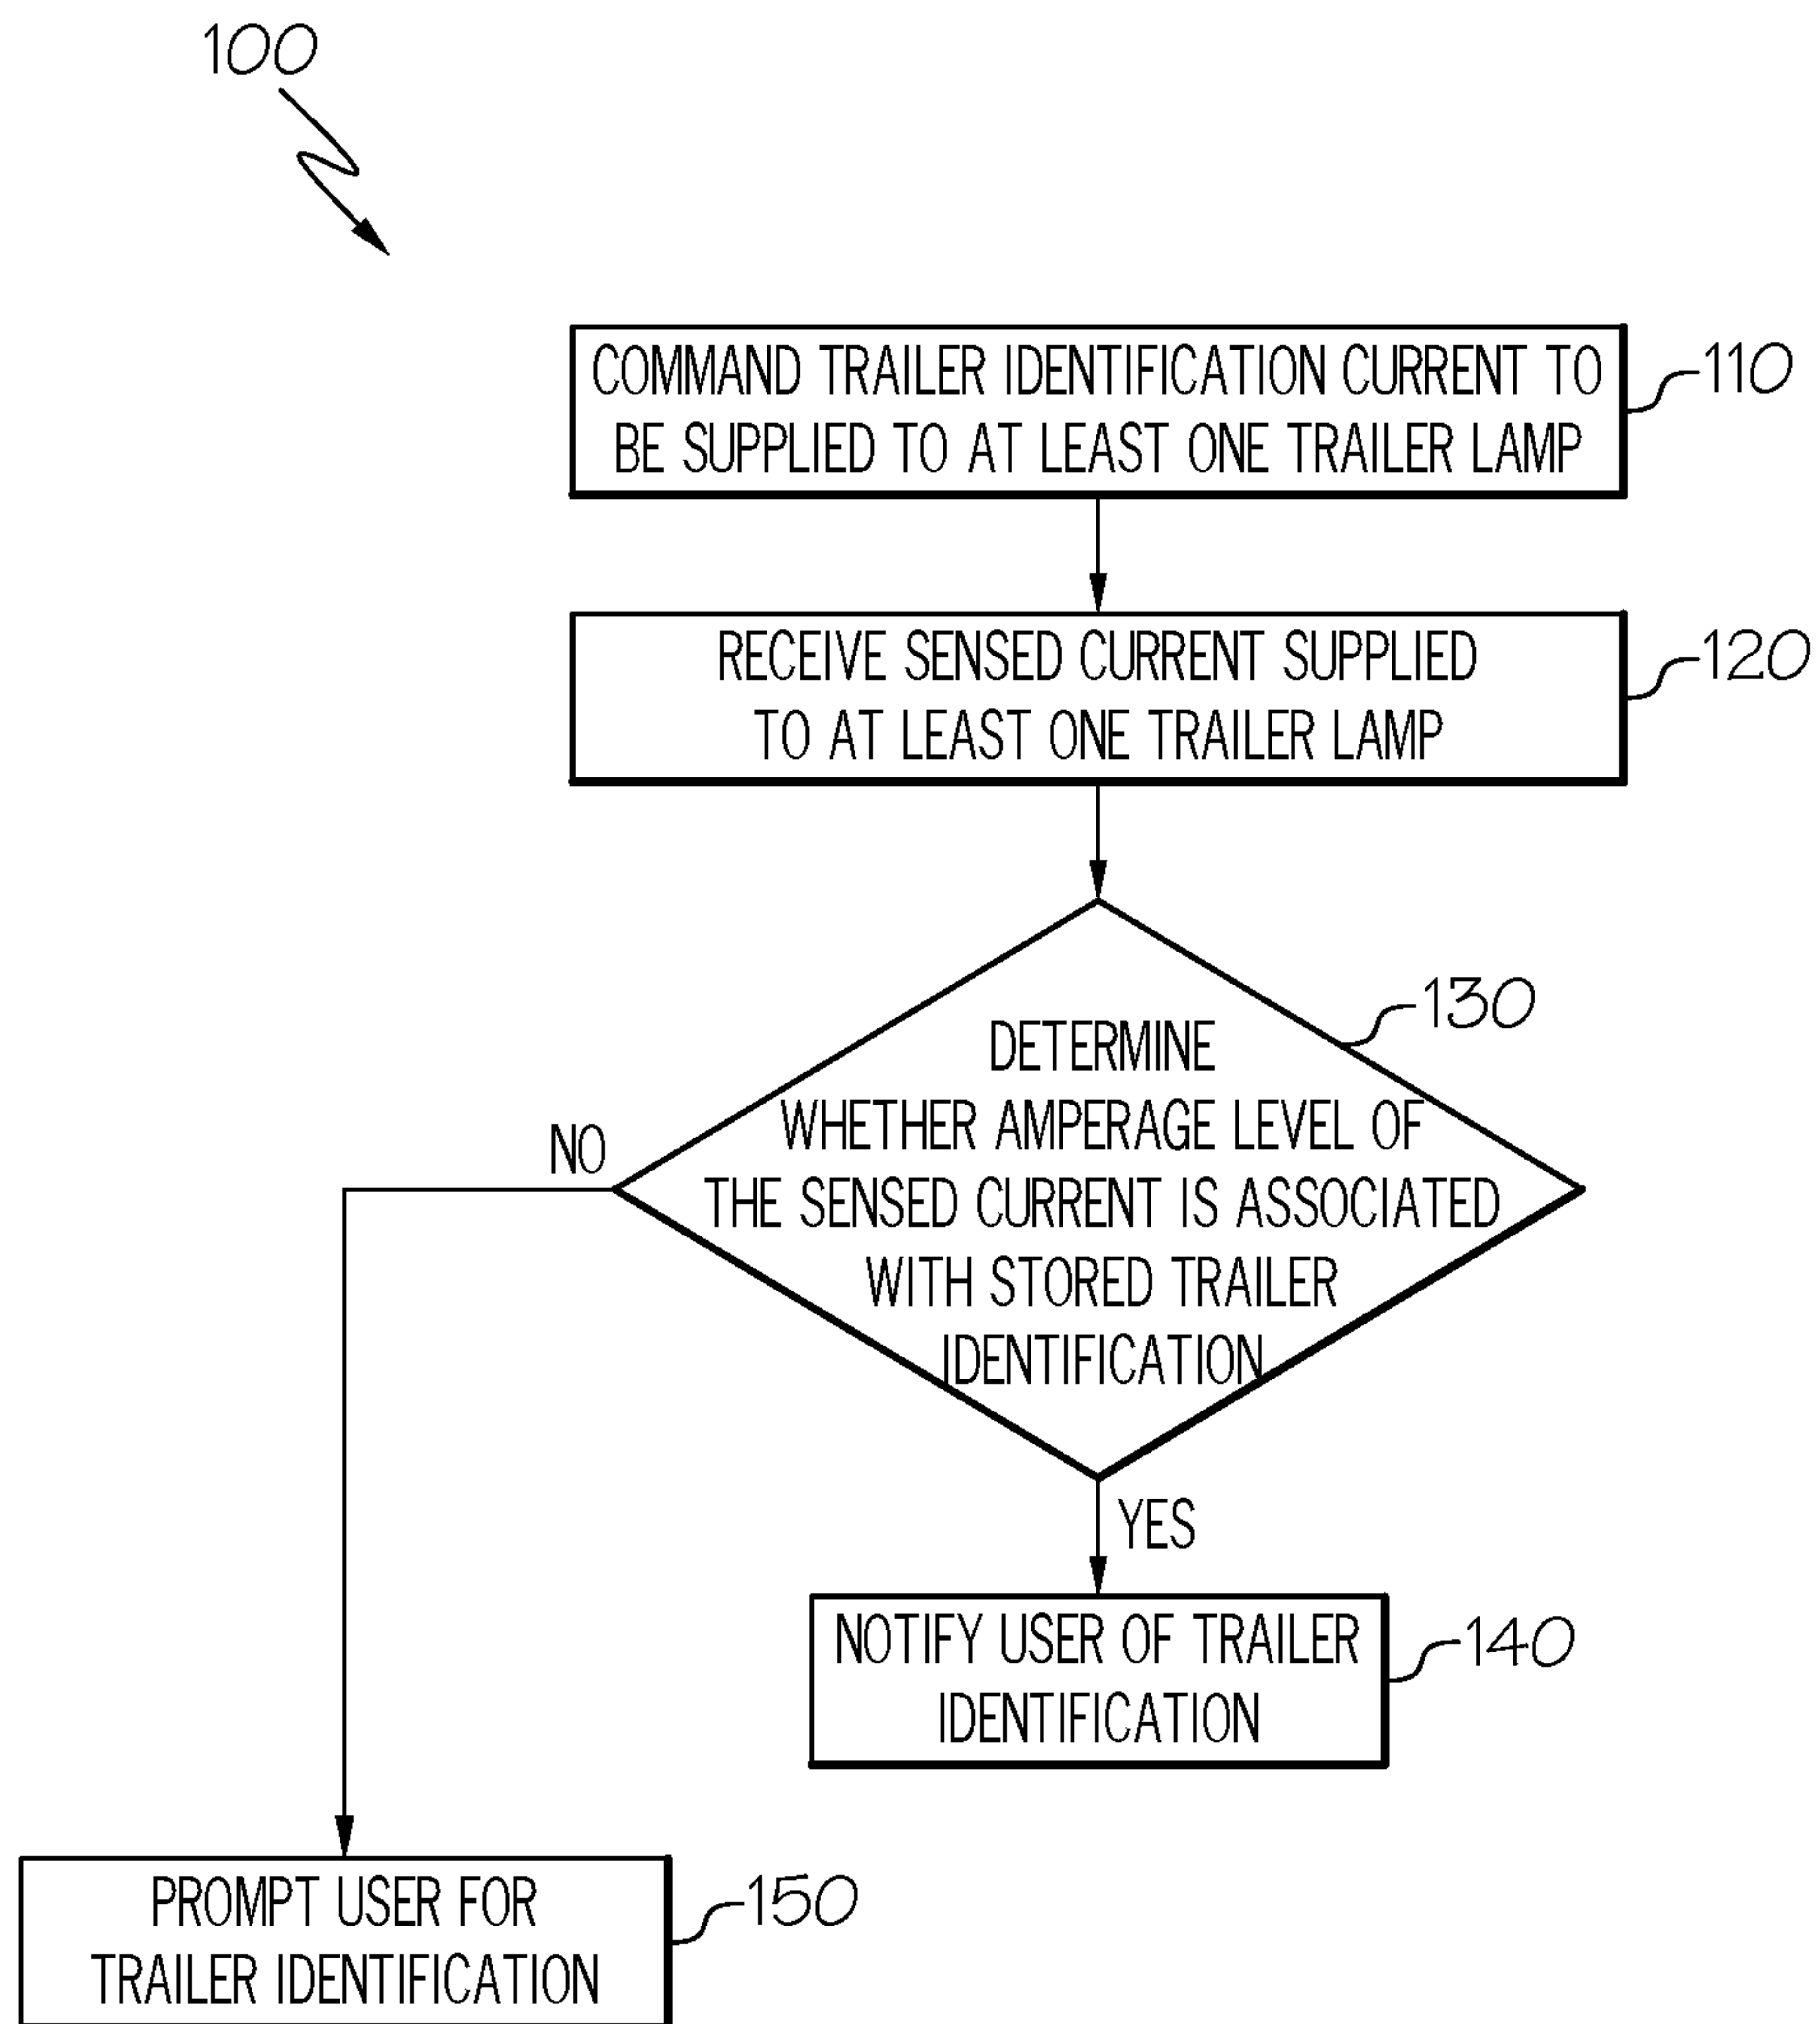 100
COMMAND TRAILER IDENTIFICATION CURRENT TO
BE SUPPLIED TO AT LEAST ONE TRAILER LAMP
110
RECEIVE SENSED CURRENT SUPPLIED
TO AT LEAST ONE TRAILER LAMP
120
DETERMINE
WHETHER AMPERAGE LEVEL OF
THE SENSED CURRENT IS ASSOCIATED
WITH STORED TRAILER
IDENTIFICATION
130
NO
YES
NOTIFY USER OF TRAILER
IDENTIFICATION
140
PROMPT USER FOR
TRAILER IDENTIFICATION
150